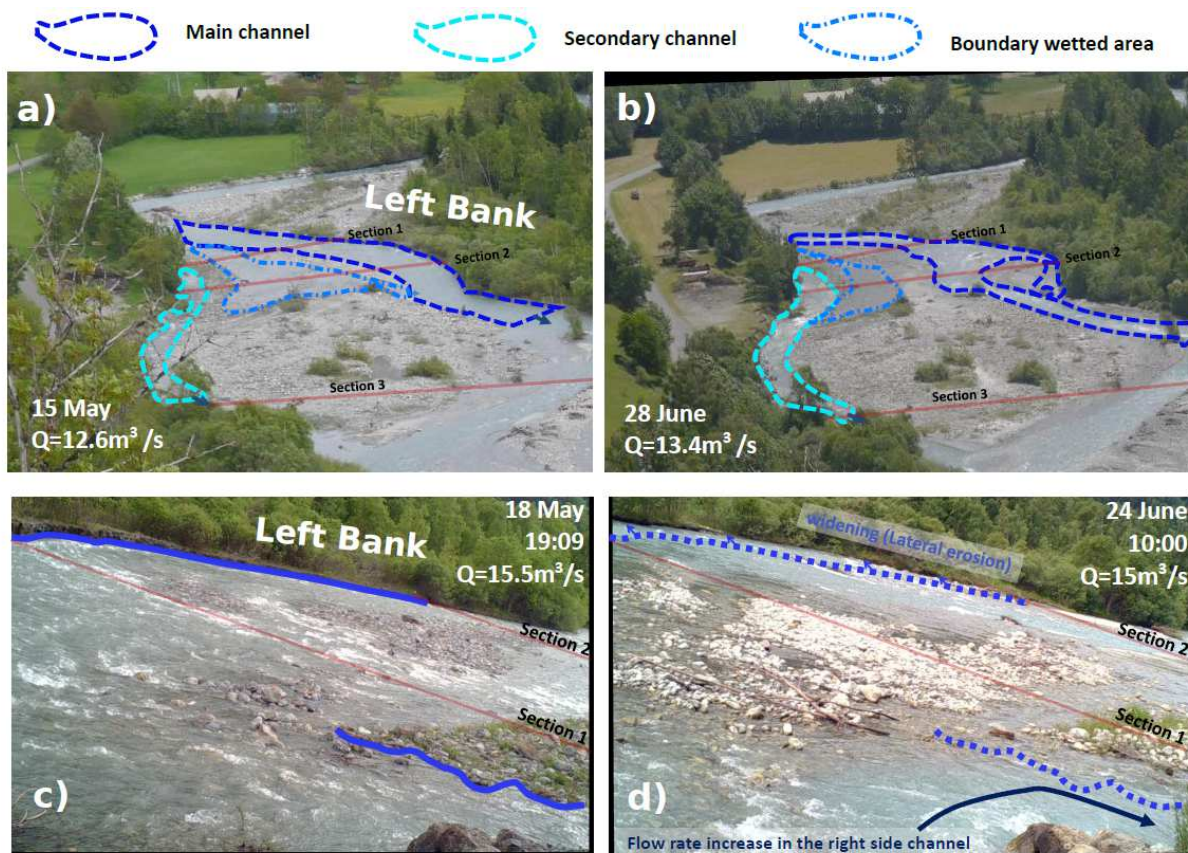 Main channel
Secondary channel
Boundary wetted area
a)
Left Bank
Section 1
Section 2
Section 3
15 May
Q=12.6m³/s
b)
Section 1
Section 2
Section 3
28 June
Q=13.4m³/s
18 May
19:09
Q=15.5m³/s
Left Bank
Section 2
Section 1
c)
24 June
10:00
Q=15m³/s
widening (Lateral erosion)
Section 2
Section 1
d)
Flow rate increase in the right side channel